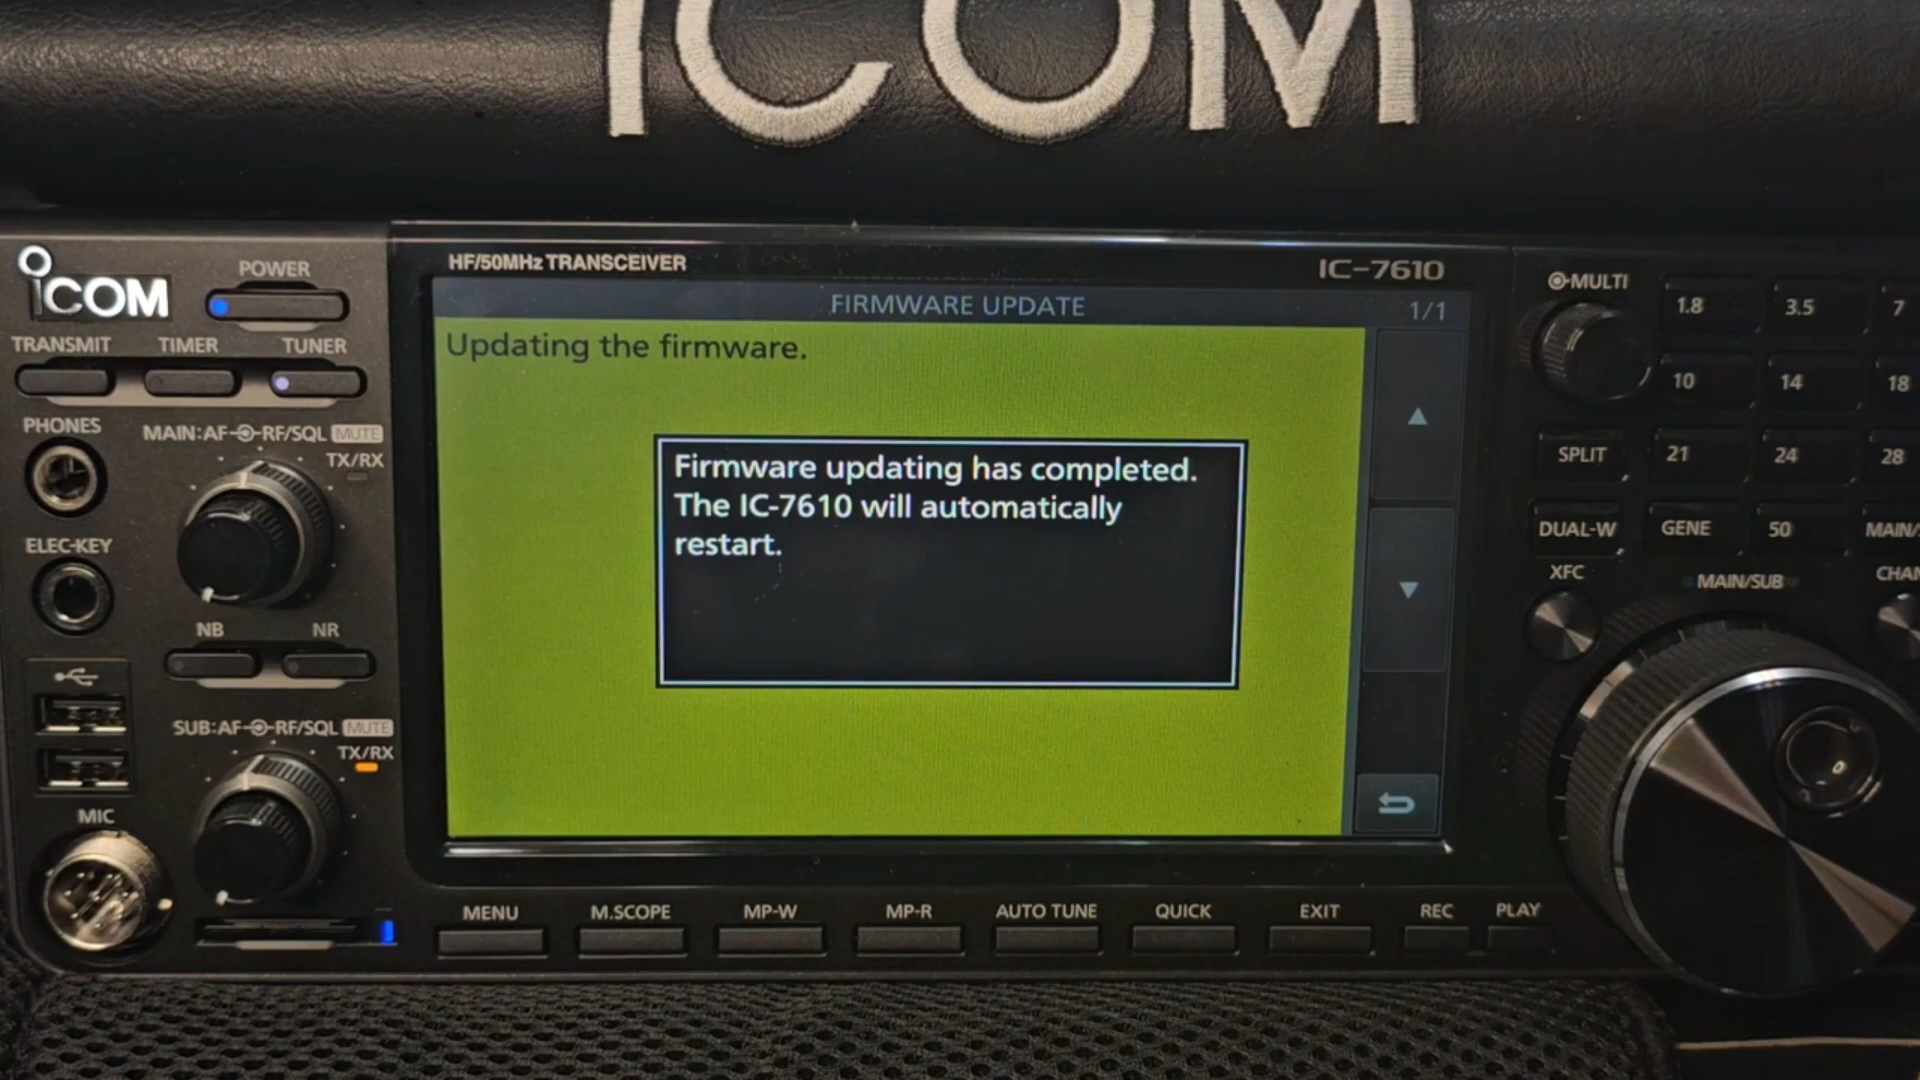 ICOM
ICOM
POWER
TRANSMIT TIMER TUNER
PHONES
MAIN:AF RF/SQL MUTE
TX/RX
ELEC-KEY
NB NR
SUB:AF RF/SQL MUTE
TX/RX
MIC
HF/50MHz TRANSCEIVER
IC-7610
FIRMWARE UPDATE 1/1
Updating the firmware.
Firmware updating has completed.
The IC-7610 will automatically
restart.
MENU M.SCOPE MP-W MP-R AUTO TUNE QUICK EXIT REC PLAY
MULTI
1.8 3.5 7
10 14 18
SPLIT 21 24 28
DUAL-W GENE 50 MAIN/
XFC MAIN/SUB